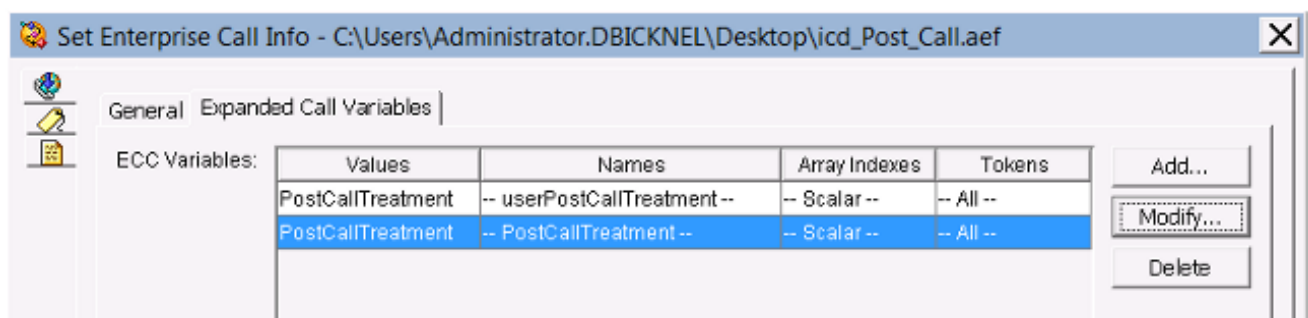 Set Enterprise Call Info - C:\Users\Administrator.DBICKNEL\Desktop\icd_Post_Call.aef
General Expanded Call Variables
ECC Variables: Values Names Array Indexes Tokens Add...
PostCallTreatment -- userPostCallTreatment -- -- Scalar -- -- All --
Modify...
PostCallTreatment -- PostCallTreatment -- -- Scalar -- -- All --
Delete